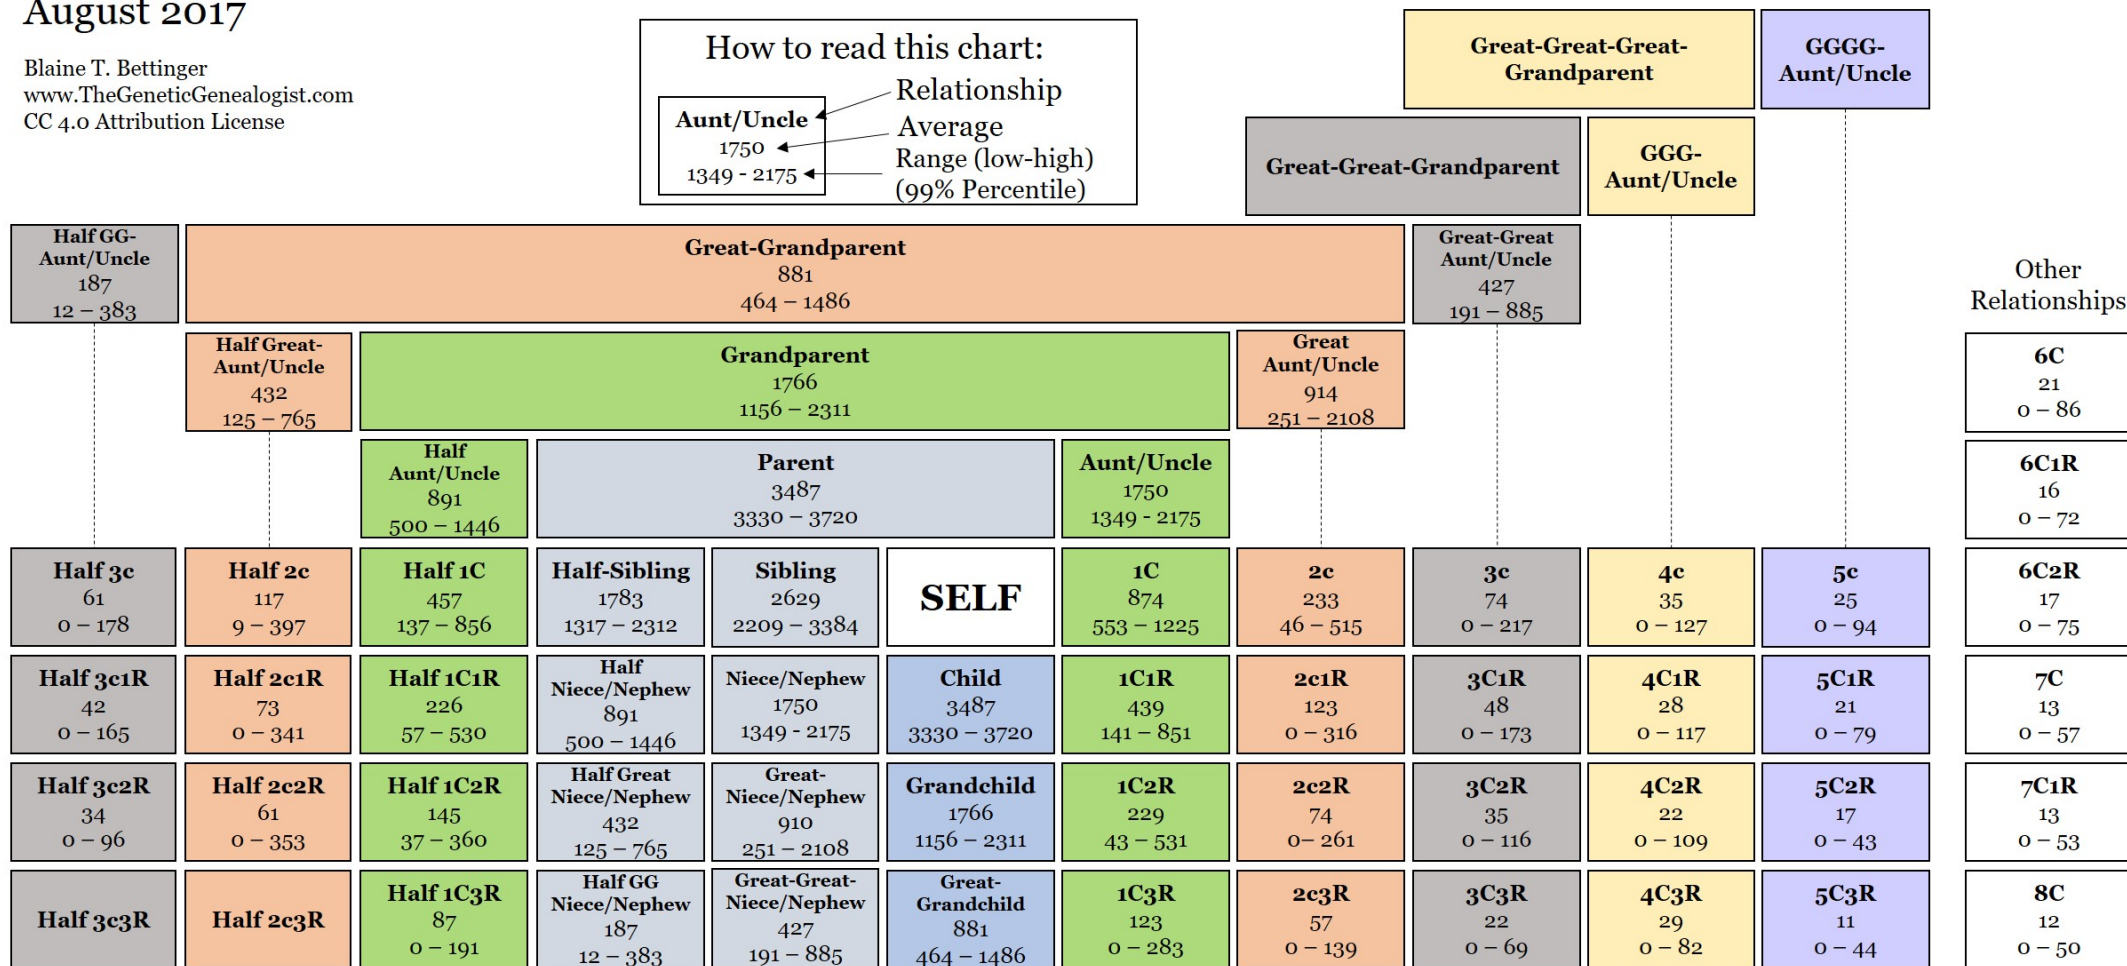 August 2017
Blaine T. Bettinger
www.TheGeneticGenealogist.com
CC 4.0 Attribution License
How to read this chart:
Aunt/Uncle
1750
1349 - 2175
Relationship
Average
Range (low-high)
(99% Percentile)
Great-Great-Great-
Grandparent
GGGG-
Aunt/Uncle
Great-Great-Grandparent
GGG-
Aunt/Uncle
Half GG-
Aunt/Uncle
187
12 – 383
Great-Grandparent
881
464 – 1486
Great-Great
Aunt/Uncle
427
191 – 885
Other
Relationships
Half Great-
Aunt/Uncle
432
125 – 765
Grandparent
1766
1156 – 2311
Great
Aunt/Uncle
914
251 – 2108
6C
21
0 – 86
Half
Aunt/Uncle
891
500 – 1446
Parent
3487
3330 – 3720
Aunt/Uncle
1750
1349 - 2175
6C1R
16
0 – 72
Half 3c
61
0 – 178
Half 2c
117
9 – 397
Half 1C
457
137 – 856
Half-Sibling
1783
1317 – 2312
Sibling
2629
2209 – 3384
SELF
1C
874
553 – 1225
2c
233
46 – 515
3c
74
0 – 217
4c
35
0 – 127
5c
25
0 – 94
6C2R
17
0 – 75
Half 3c1R
42
0 – 165
Half 2c1R
73
0 – 341
Half 1C1R
226
57 – 530
Half
Niece/Nephew
891
500 – 1446
Niece/Nephew
1750
1349 - 2175
Child
3487
3330 – 3720
1C1R
439
141 – 851
2c1R
123
0 – 316
3C1R
48
0 – 173
4C1R
28
0 – 117
5C1R
21
0 – 79
7C
13
0 – 57
Half 3c2R
34
0 – 96
Half 2c2R
61
0 – 353
Half 1C2R
145
37 – 360
Half Great
Niece/Nephew
432
125 – 765
Great-
Niece/Nephew
910
251 – 2108
Grandchild
1766
1156 – 2311
1C2R
229
43 – 531
2c2R
74
0– 261
3C2R
35
0 – 116
4C2R
22
0 – 109
5C2R
17
0 – 43
7C1R
13
0 – 53
Half 3c3R
Half 2c3R
Half 1C3R
87
0 – 191
Half GG
Niece/Nephew
187
12 – 383
Great-Great-
Niece/Nephew
427
191 – 885
Great-
Grandchild
881
464 – 1486
1C3R
123
0 – 283
2c3R
57
0 – 139
3C3R
22
0 – 69
4C3R
29
0 – 82
5C3R
11
0 – 44
8C
12
0 – 50